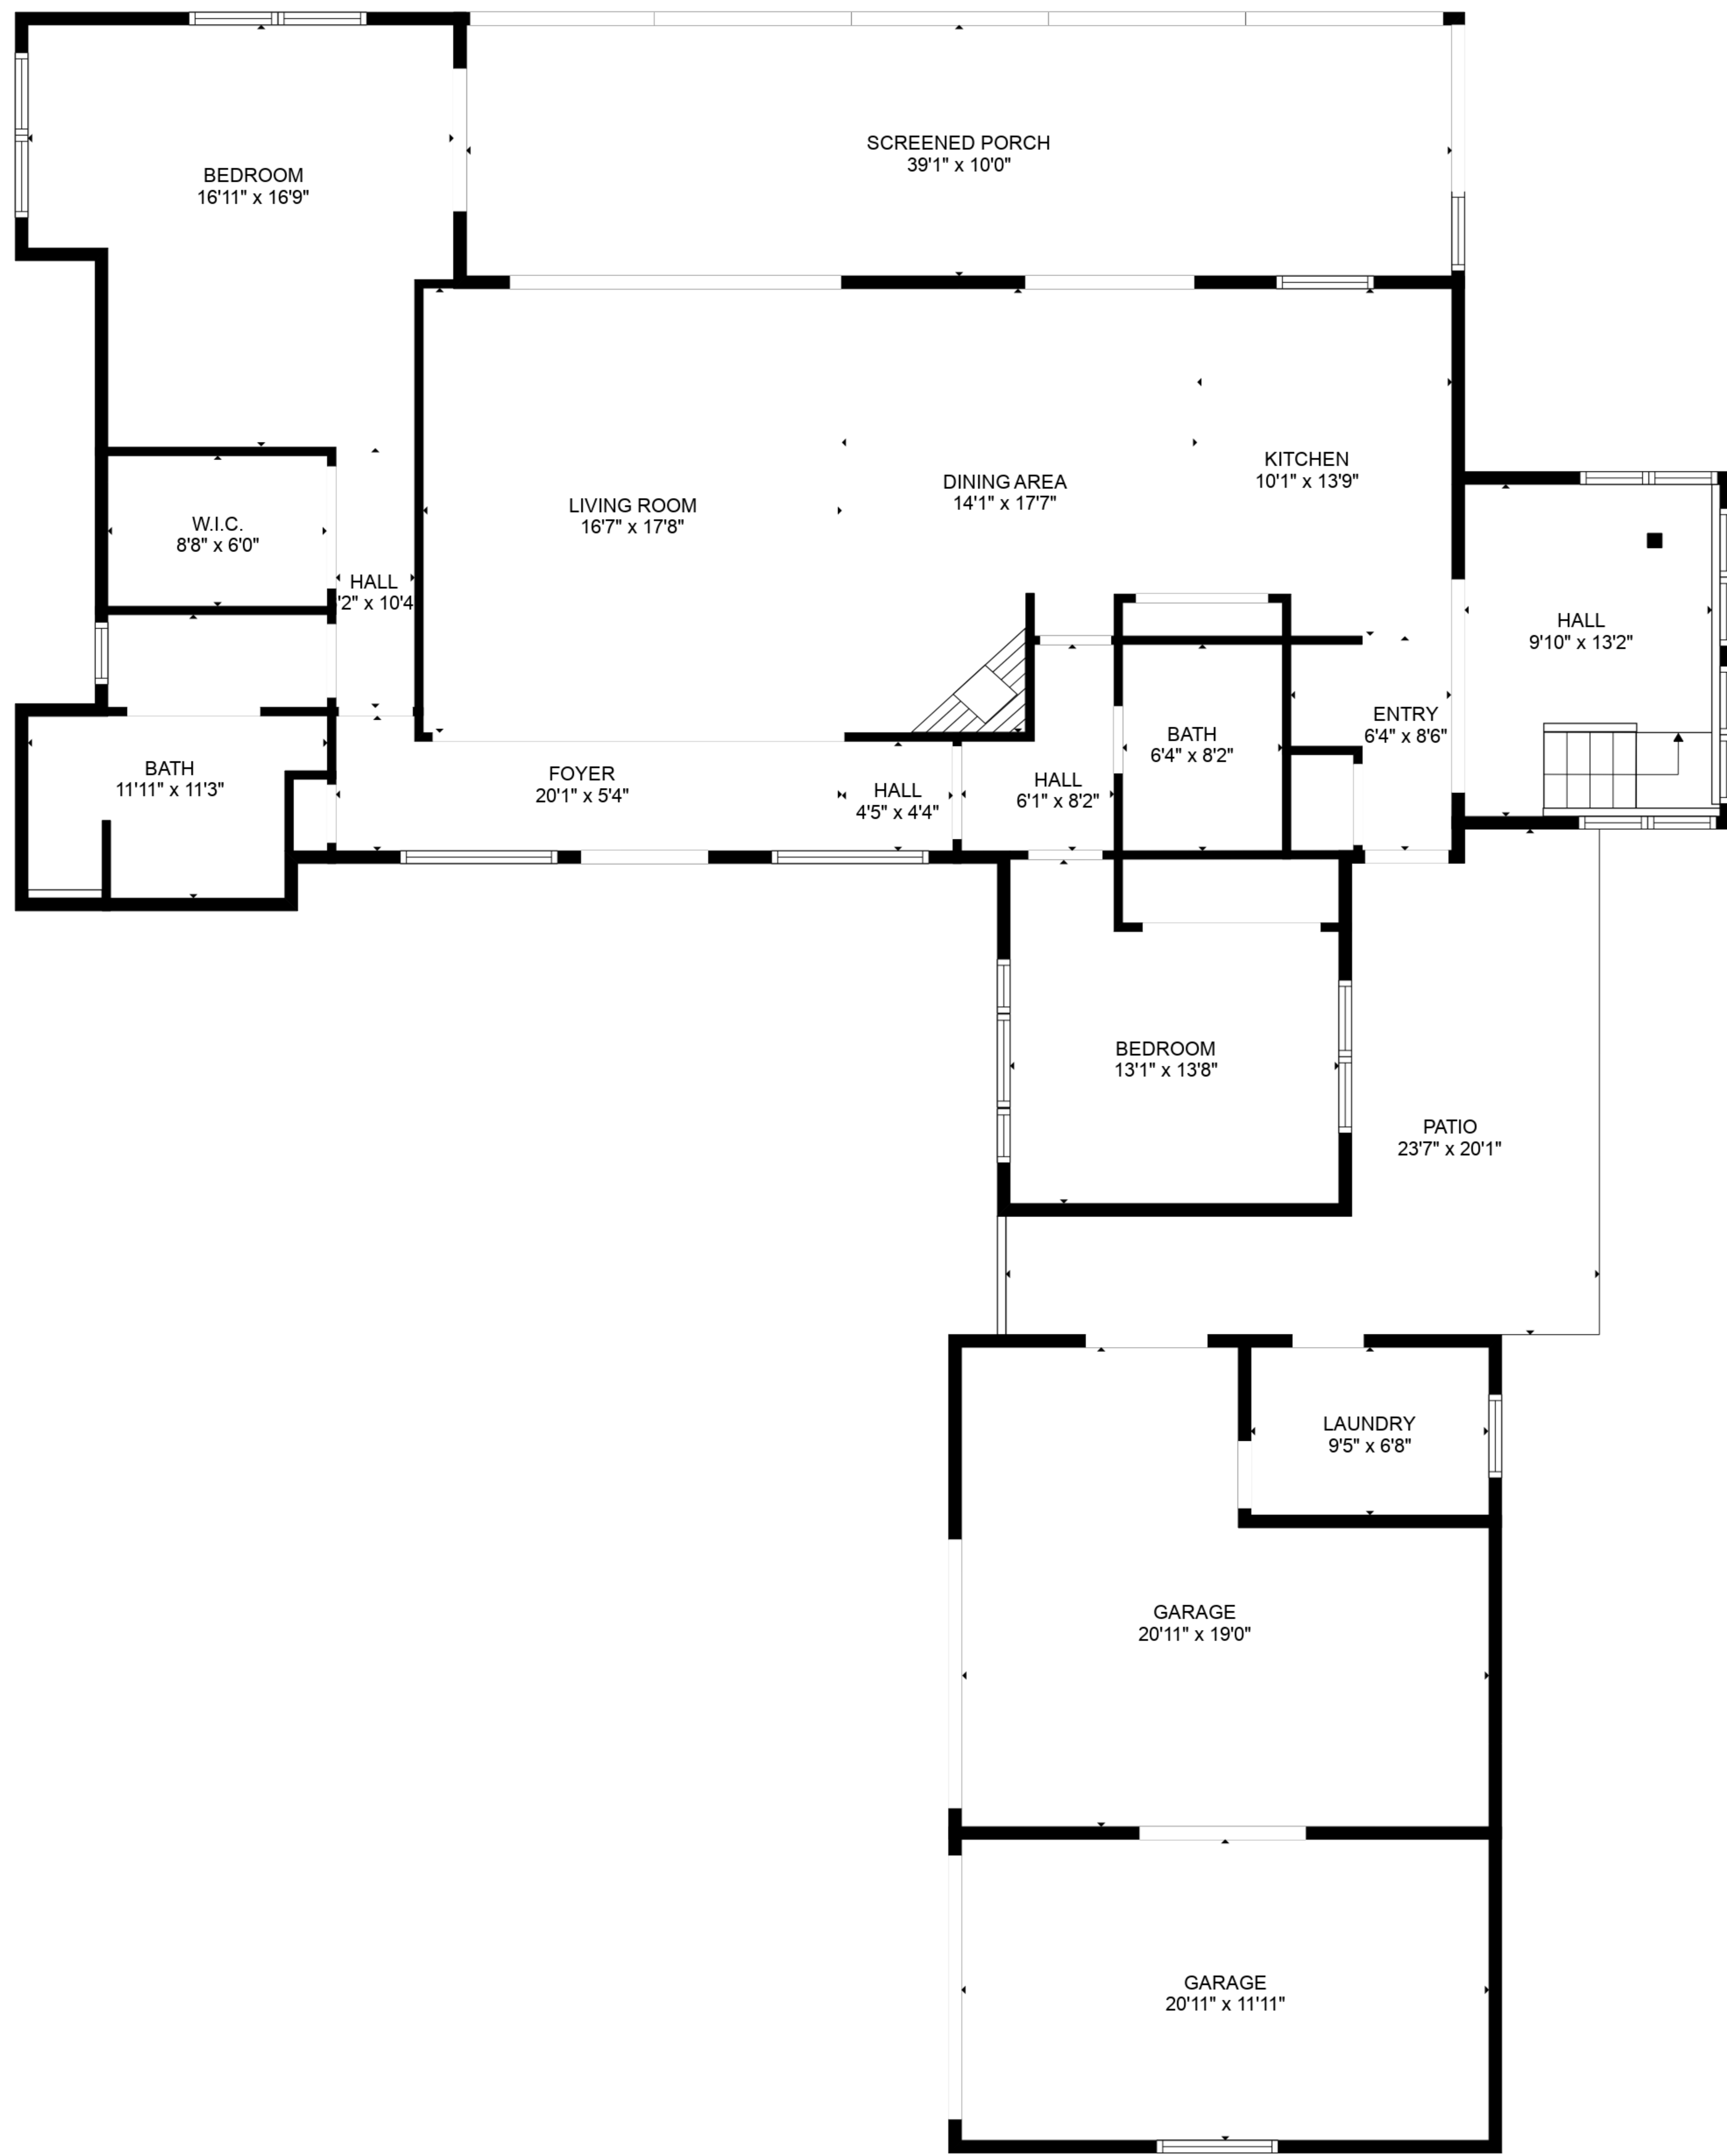 SCREENED PORCH
39'1" x 10'0"
BEDROOM
16'11" x 16'9"
KITCHEN
10'1" x 13'9"
DINING AREA
14'1" x 17'7"
LIVING ROOM
16'7" x 17'8"
W.I.C.
8'8" x 6'0"
HALL
'2" x 10'4
HALL
9'10" x 13'2"
ENTRY
6'4" x 8'6"
BATH
6'4" x 8'2"
BATH
11'11" x 11'3"
FOYER
20'1" x 5'4"
HALL
4'5" x 4'4"
HALL
6'1" x 8'2"
BEDROOM
13'1" x 13'8"
PATIO
23'7" x 20'1"
LAUNDRY
9'5" x 6'8"
GARAGE
20'11" x 19'0"
GARAGE
20'11" x 11'11"